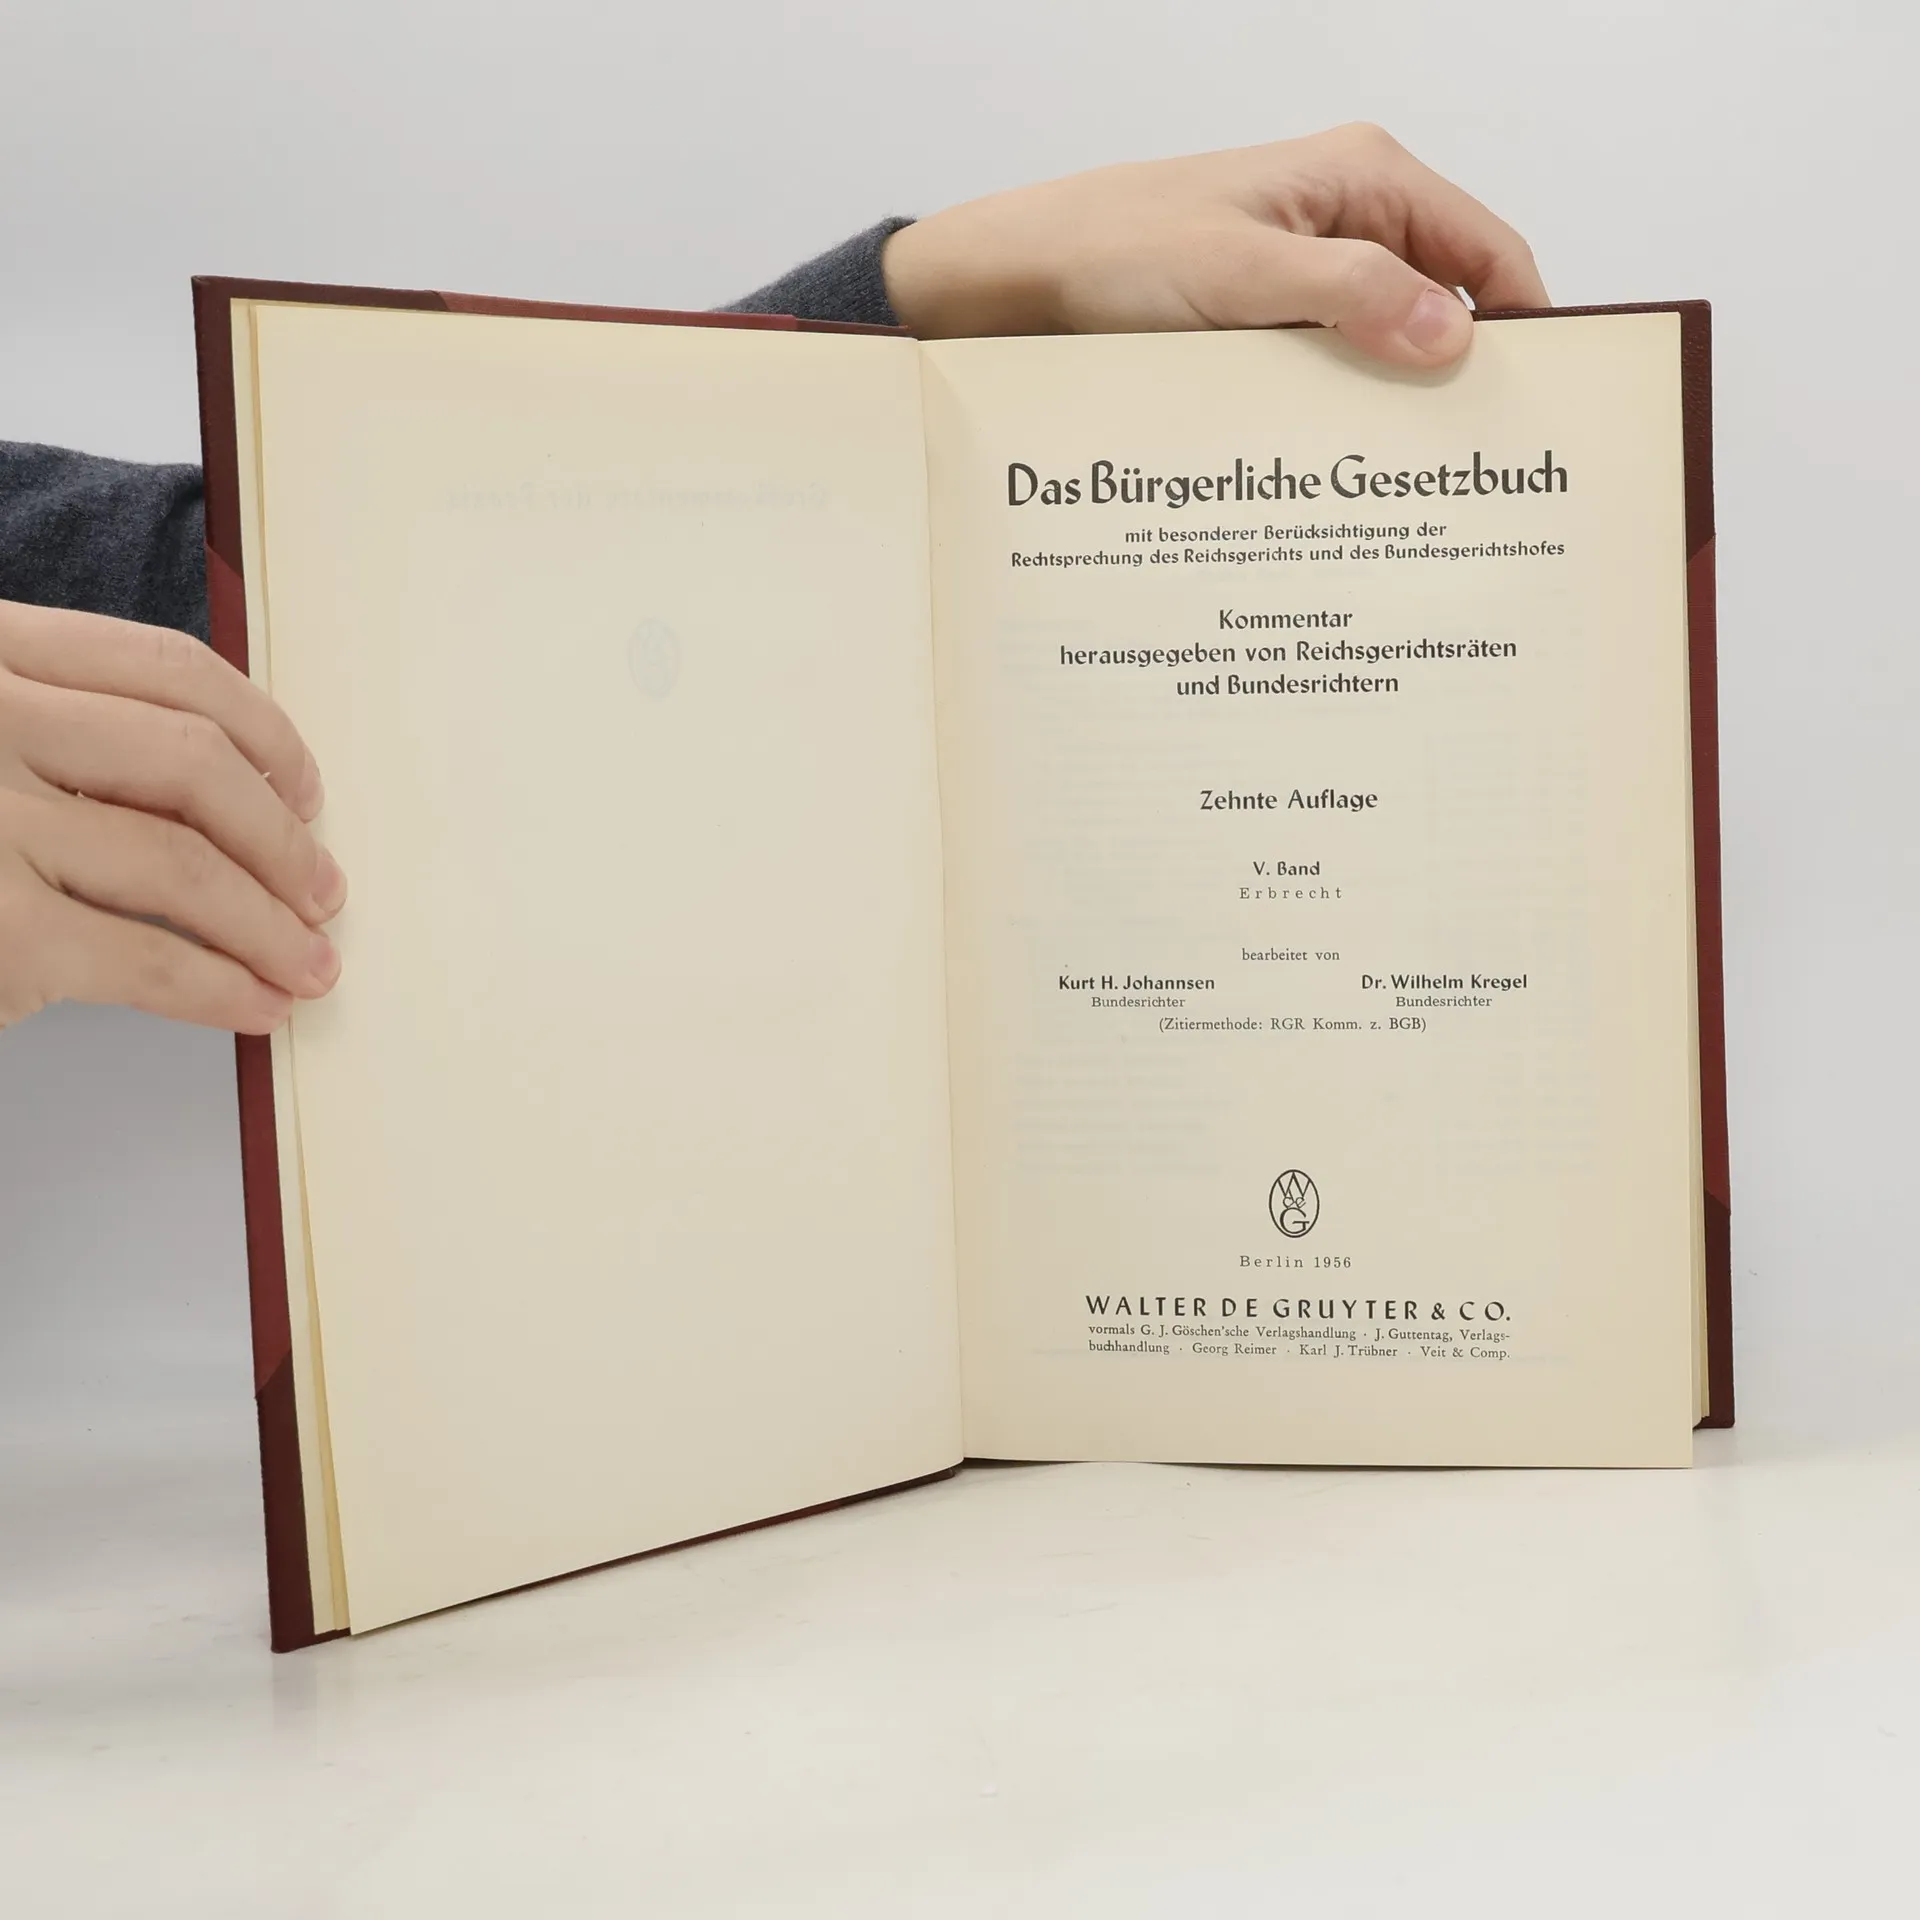 Das Bürgerliche Gesetzbuch
mit besonderer Berücksichtigung der
Rechtsprechung des Reichsgerichts und des Bundesgerichtshofes
Kommentar
herausgegeben von Reichsgerichtsräten
und Bundesrichtern
Zehnte Auflage
V. Band
Erbrecht
bearbeitet von
Kurt H. Johannsen Dr. Wilhelm Kregel
Bundesrichter Bundesrichter
(Zitiermethode: RGR Komm. z. BGB)
W
de
G
Berlin 1956
WALTER DE GRUYTER & CO.
vormals G. J. Göschen'sche Verlagshandlung · J. Guttentag, Verlags-
buchhandlung · Georg Reimer · Karl J. Trübner · Veit & Comp.